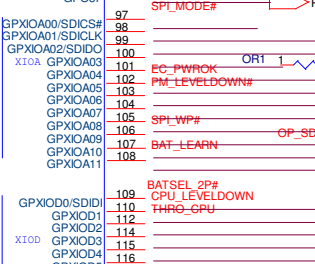 SPI_MODE#
97
GPXIOA00/SDICS#
98
GPXIOA01/SDICLK
99
GPXIOA02/SDIDO
100
XIOA GPXIOA03
OR1 1
101 EC_PWROK
GPXIOA04
102 PM_LEVELDOWN#
GPXIOA05
103
GPXIOA06
104
GPXIOA07
105 SPI_WP#
GPXIOA08
106 OP_SD
GPXIOA09
107 BAT_LEARN
GPXIOA10
108
GPXIOA11
BATSEL_2P#
109 CPU_LEVELDOWN
GPXIOD0/SDIDI
110 THRO_CPU
GPXIOD1
112
GPXIOD2
114
XIOD GPXIOD3
115
GPXIOD4
116